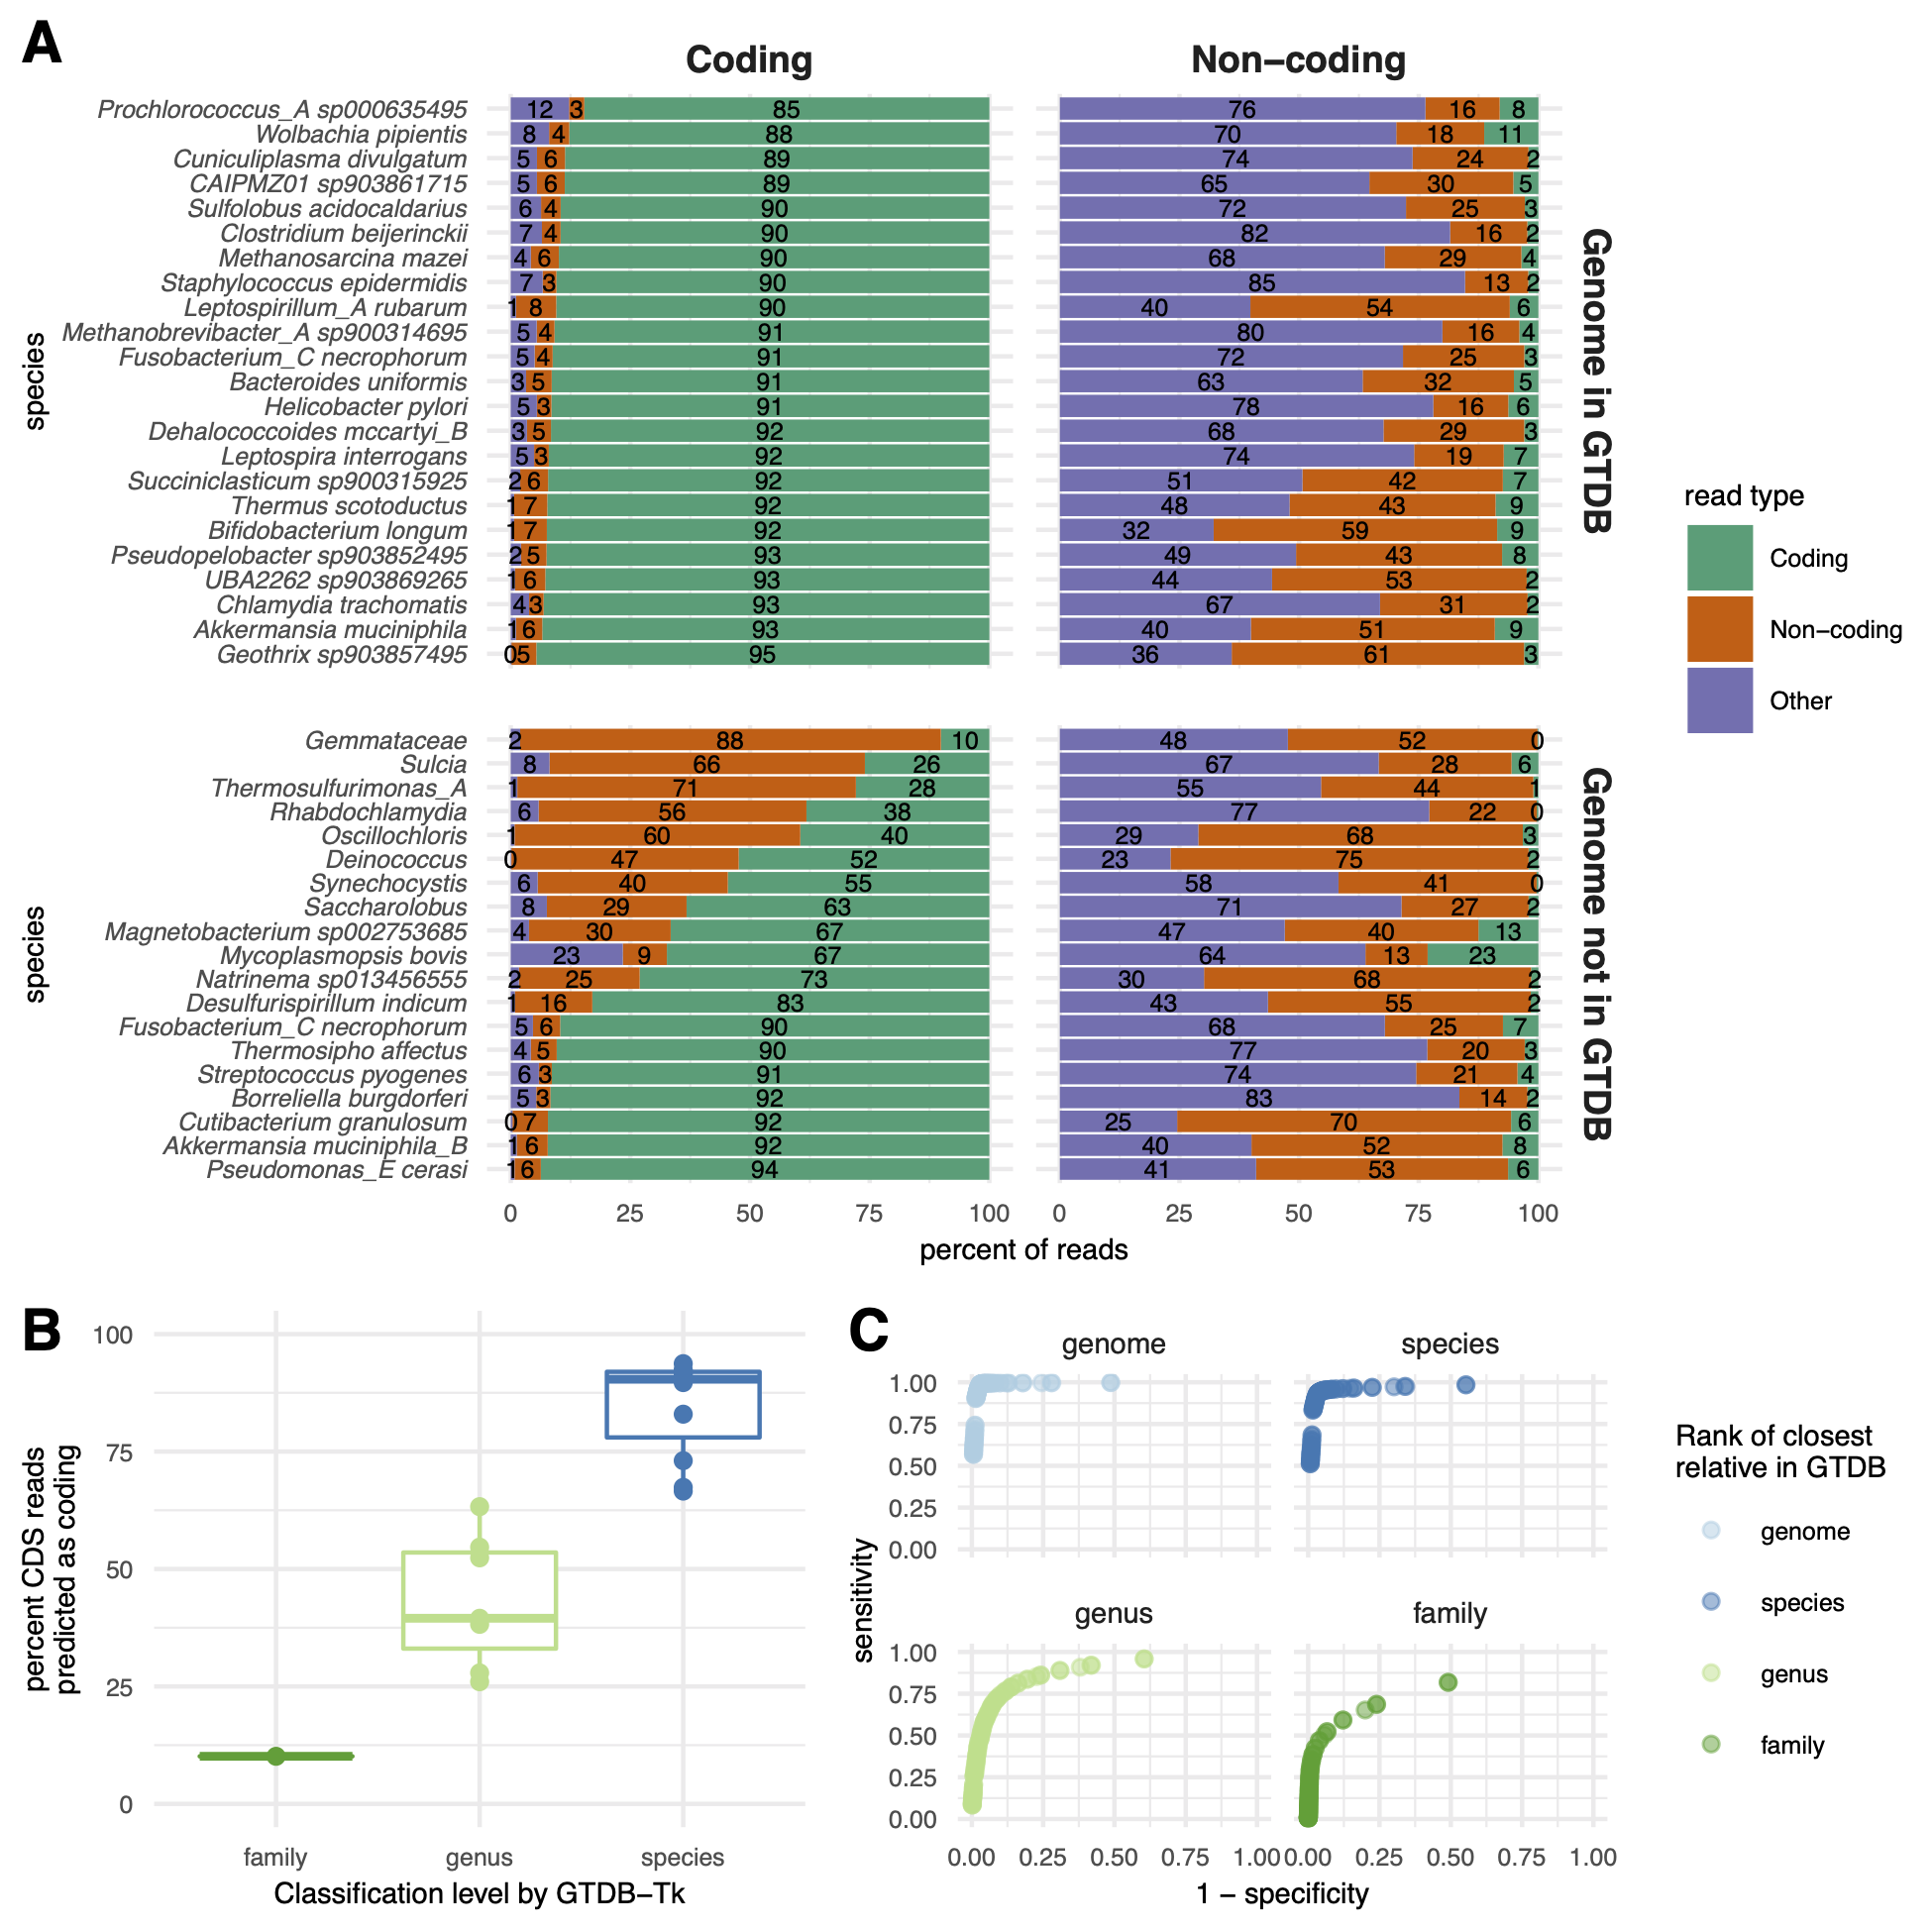 A
Coding Non−coding
Prochlorococcus_A sp000635495 12 3 85 76 16 8
Wolbachia pipientis 8 4 88 70 18 11
Cuniculiplasma divulgatum 5 6 89 74 24 2
CAIPMZ01 sp903861715 5 6 89 65 30 5
Sulfolobus acidocaldarius 6 4 90 72 25 3
Clostridium beijerinckii 7 4 90 82 16 2
Methanosarcina mazei 4 6 90 68 29 4
Staphylococcus epidermidis 7 3 90 85 13 2
Leptospirillum_A rubarum 1 8 90 40 54 6
Methanobrevibacter_A sp900314695 5 4 91 80 16 4
Fusobacterium_C necrophorum 5 4 91 72 25 3
Bacteroides uniformis 3 5 91 63 32 5
Helicobacter pylori 5 3 91 78 16 6
Dehalococcoides mccartyi_B 3 5 92 68 29 3
Leptospira interrogans 5 3 92 74 19 7
Succiniclasticum sp900315925 2 6 92 51 42 7
Thermus scotoductus 1 7 92 48 43 9
Bifidobacterium longum 1 7 92 32 59 9
Pseudopelobacter sp903852495 2 5 93 49 43 8
UBA2262 sp903869265 1 6 93 44 53 2
Chlamydia trachomatis 4 3 93 67 31 2
Akkermansia muciniphila 1 6 93 40 51 9
Geothrix sp903857495 0 5 95 36 61 3
species
Genome in GTDB
Gemmataceae 2 88 10 48 52 0
Sulcia 8 66 26 67 28 6
Thermosulfurimonas_A 1 71 28 55 44 1
Rhabdochlamydia 6 56 38 77 22 0
Oscillochloris 1 60 40 29 68 3
Deinococcus 0 47 52 23 75 2
Synechocystis 6 40 55 58 41 0
Saccharolobus 8 29 63 71 27 2
Magnetobacterium sp002753685 4 30 67 47 40 13
Mycoplasmopsis bovis 23 9 67 64 13 23
Natrinema sp013456555 2 25 73 30 68 2
Desulfurispirillum indicum 1 16 83 43 55 2
Fusobacterium_C necrophorum 5 6 90 68 25 7
Thermosipho affectus 4 5 90 77 20 3
Streptococcus pyogenes 6 3 91 74 21 4
Borreliella burgdorferi 5 3 92 83 14 2
Cutibacterium granulosum 0 7 92 25 70 6
Akkermansia muciniphila_B 1 6 92 40 52 8
Pseudomonas_E cerasi 1 6 94 41 53 6
species
Genome not in GTDB
0 25 50 75 100 0 25 50 75 100
percent of reads
read type
Coding
Non−coding
Other
B
100
75
50
25
0
percent CDS reads
predicted as coding
family genus species
Classification level by GTDB−Tk
C
genome species
1.00
0.75
0.50
0.25
0.00
genus family
1.00
0.75
0.50
0.25
0.00
sensitivity
0.00 0.25 0.50 0.75 1.00 0.00 0.25 0.50 0.75 1.00
1 − specificity
Rank of closest
relative in GTDB
genome
species
genus
family